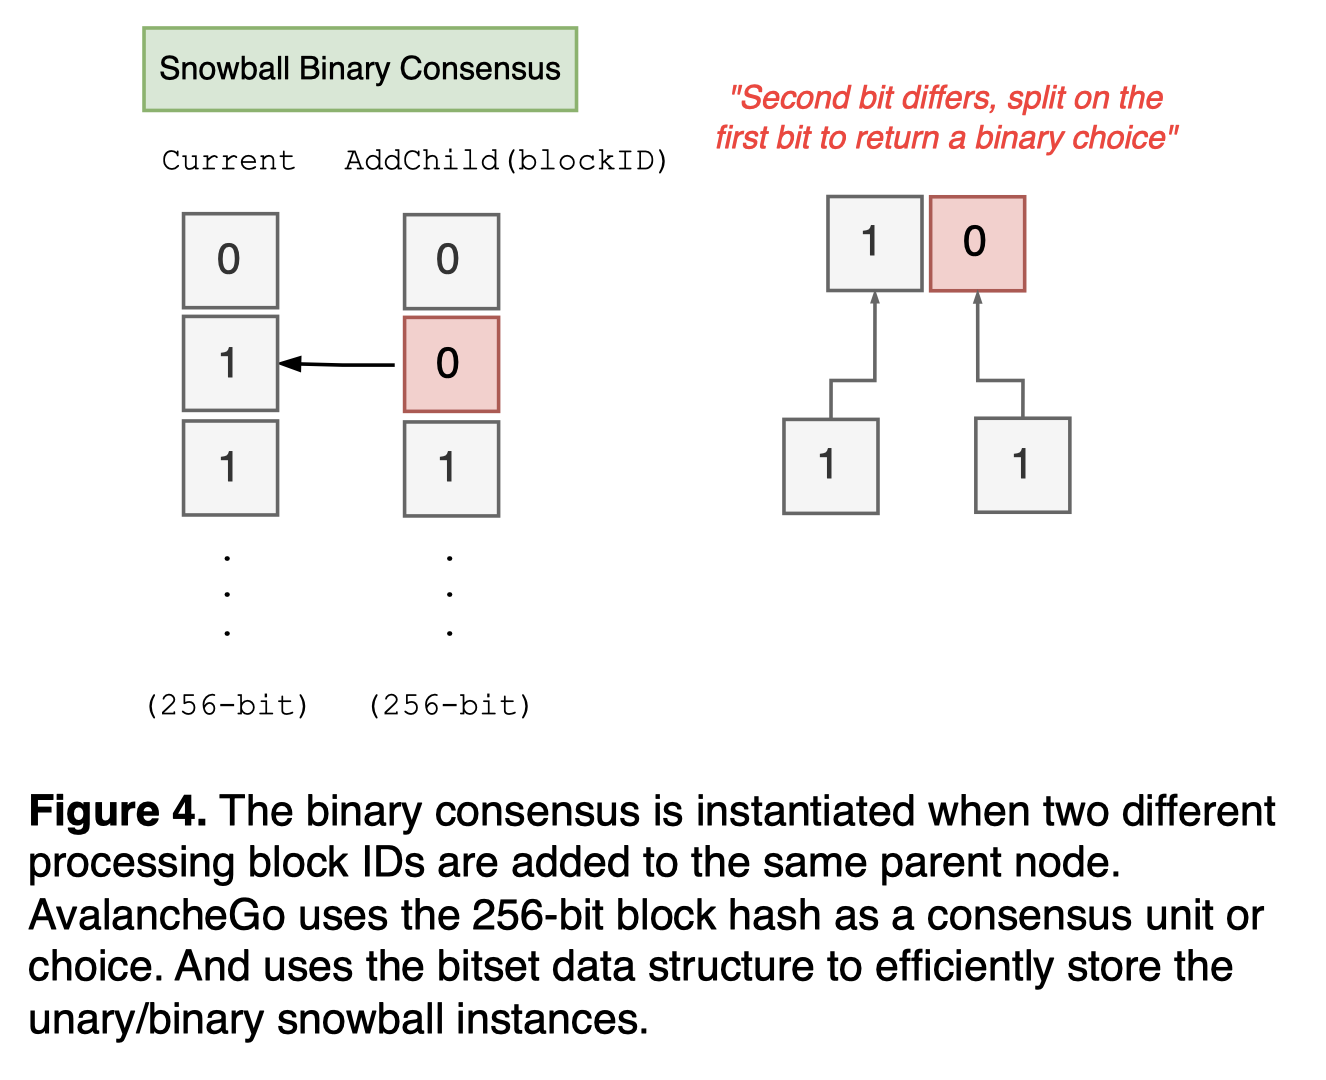 Snowball Binary Consensus
"Second bit differs, split on the
first bit to return a binary choice"
Current AddChild(blockID)
0 0
1 0
1 1
.
.
.
.
.
.
(256-bit) (256-bit)
1 0
1 1
Figure 4. The binary consensus is instantiated when two different
processing block IDs are added to the same parent node.
AvalancheGo uses the 256-bit block hash as a consensus unit or
choice. And uses the bitset data structure to efficiently store the
unary/binary snowball instances.